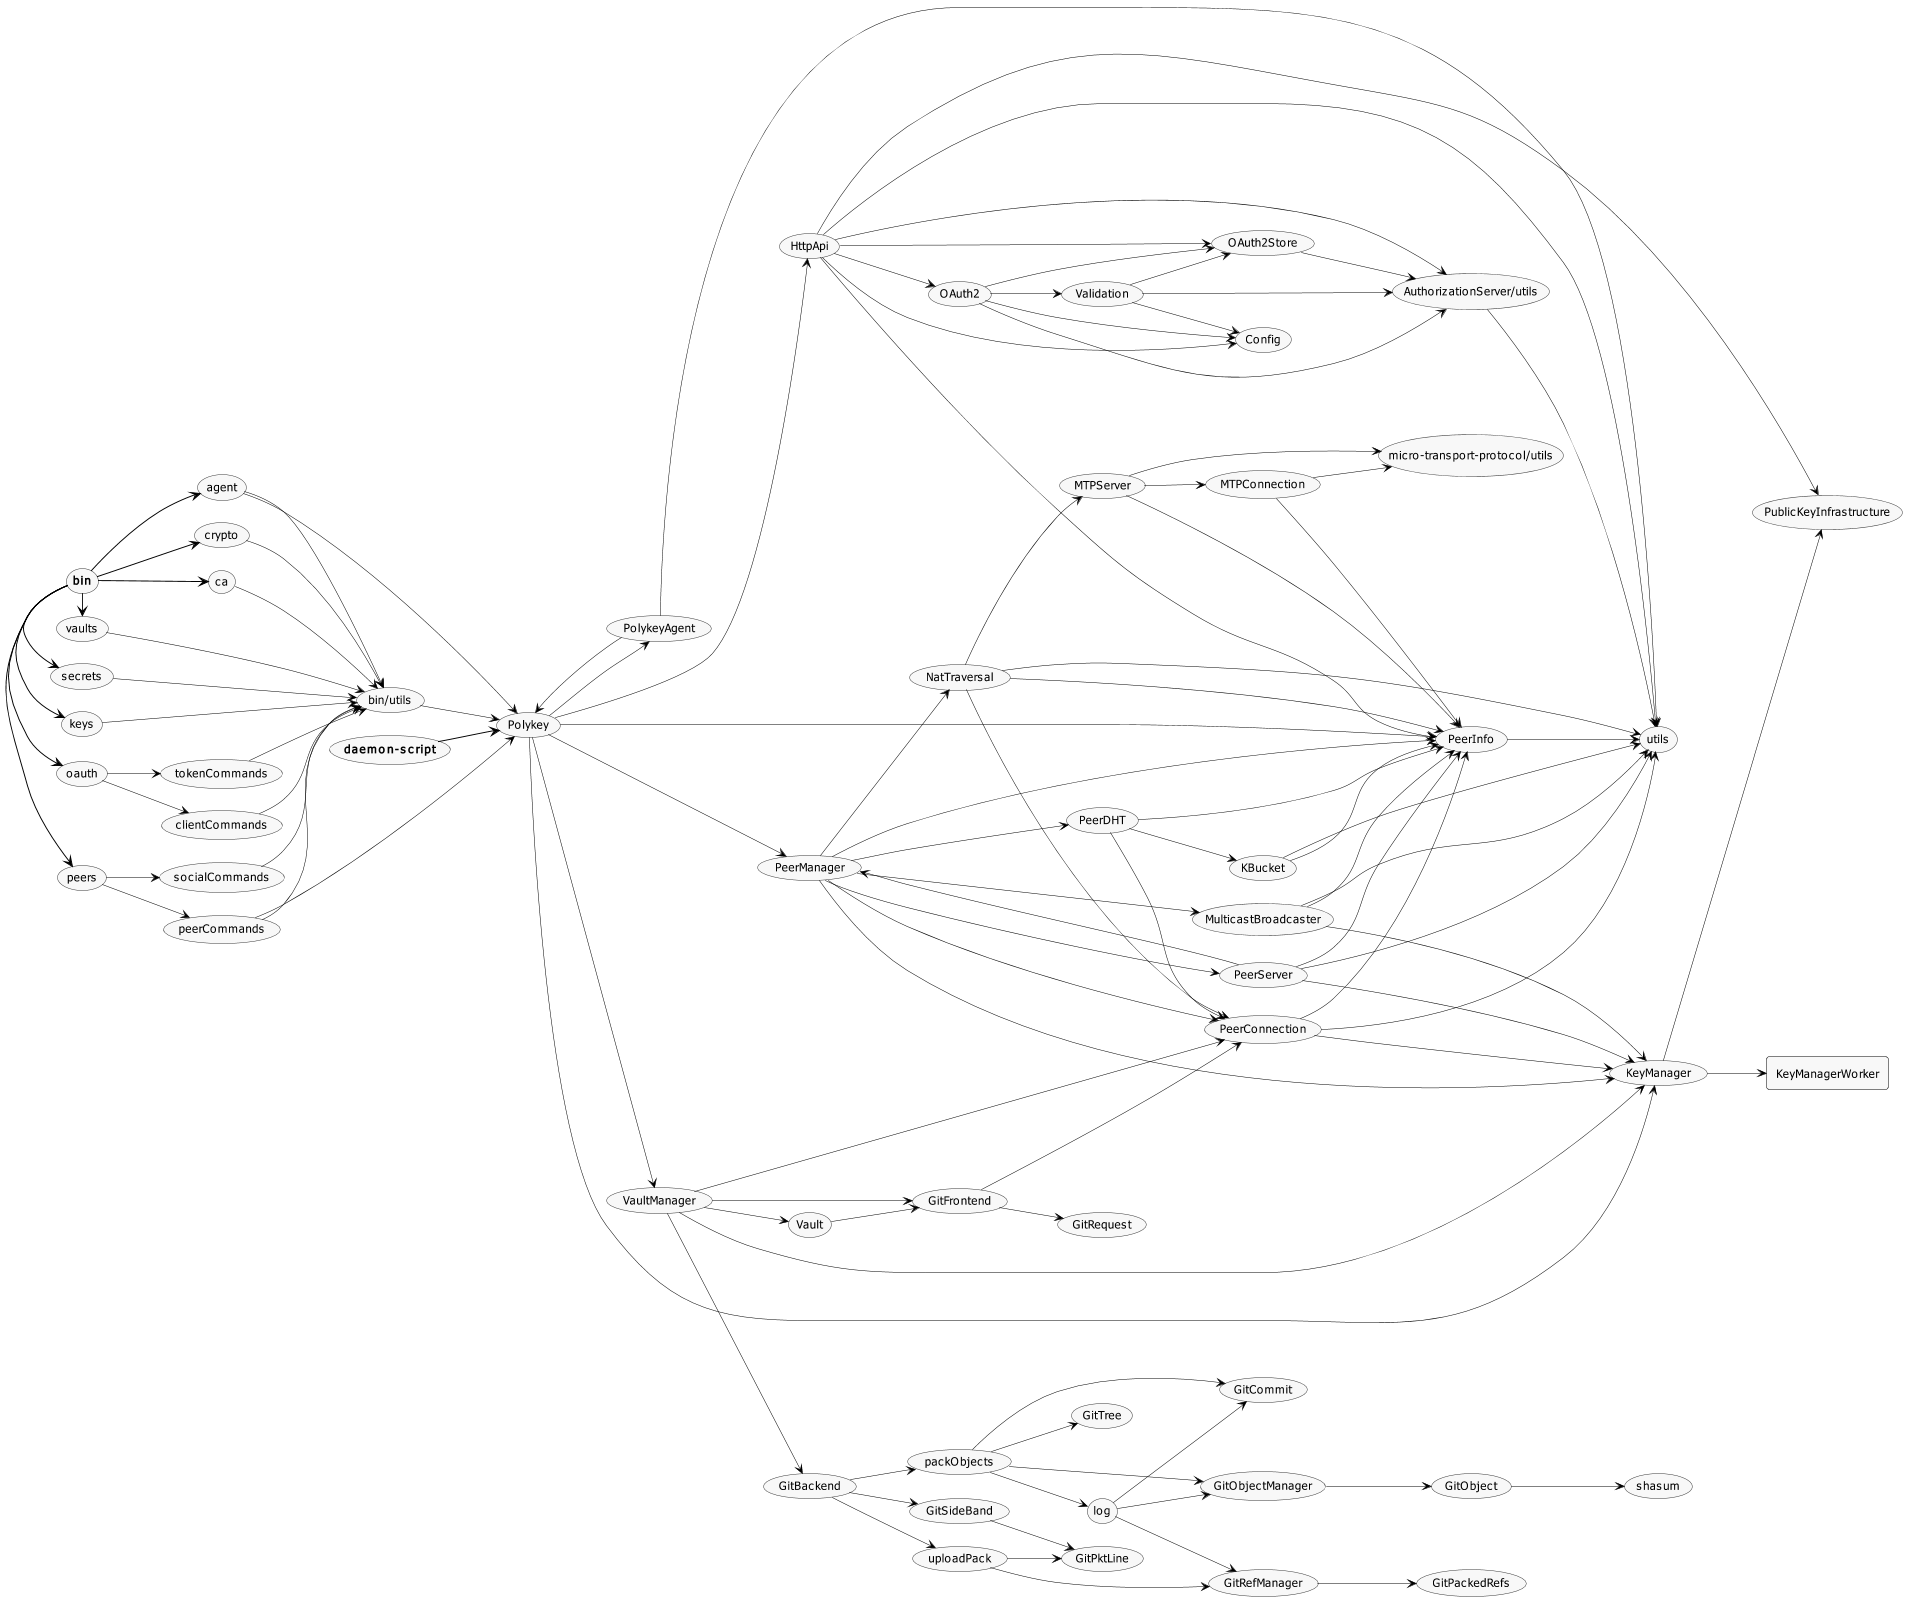 HttpApi
OAuth2Store
OAuth2
Validation
AuthorizationServer/utils
Config
micro-transport-protocol/utils
MTPServer
MTPConnection
agent
PublicKeyInfrastructure
crypto
bin
ca
vaults
PolykeyAgent
secrets
NatTraversal
bin/utils
keys
Polykey
daemon-script
PeerInfo
utils
oauth
tokenCommands
clientCommands
PeerDHT
PeerManager
KBucket
peers
socialCommands
MulticastBroadcaster
peerCommands
PeerServer
PeerConnection
KeyManager
KeyManagerWorker
VaultManager
GitFrontend
Vault
GitRequest
GitCommit
GitTree
packObjects
GitBackend
GitObjectManager
GitObject
shasum
GitSideBand
log
uploadPack
GitPktLine
GitRefManager
GitPackedRefs